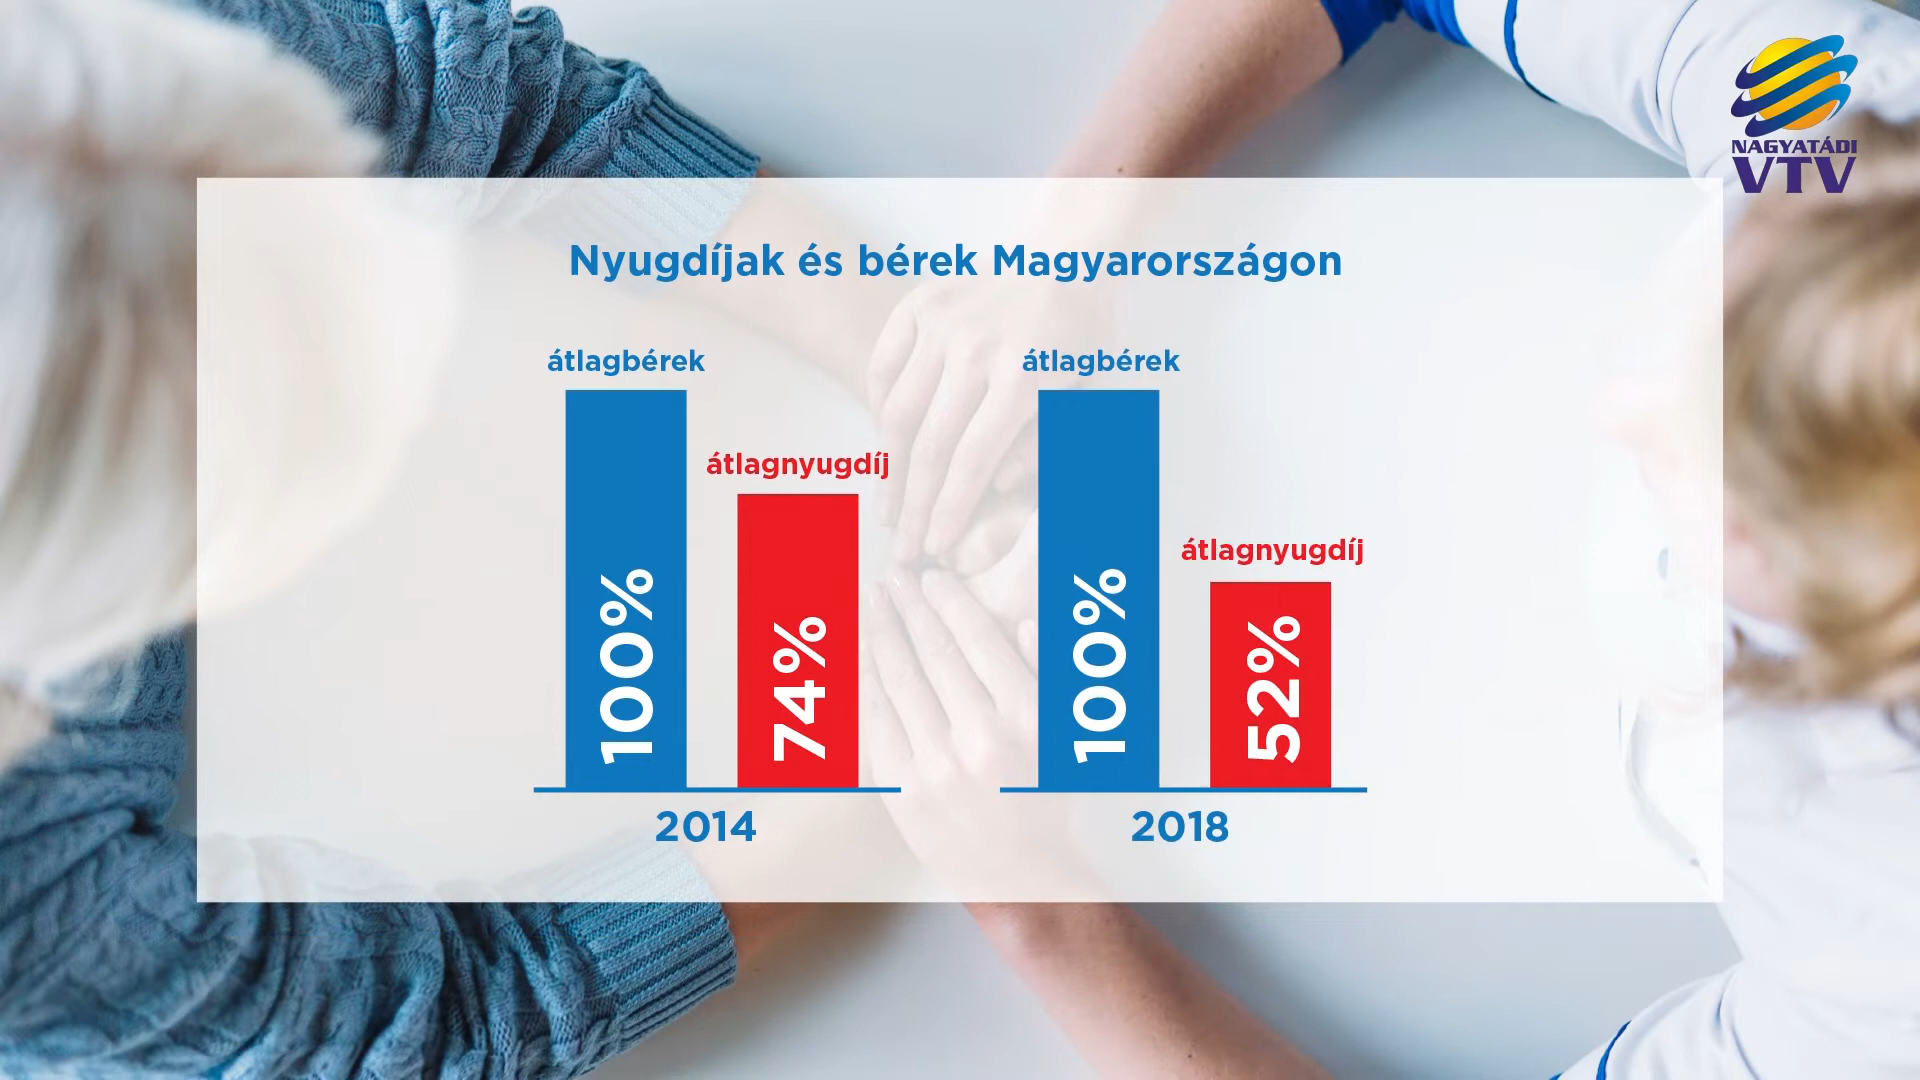 NAGYATÁDI
VTV
Nyugdíjak és bérek Magyarországon
átlagbérek
átlagnyugdíj
100%
74%
2014
átlagbérek
átlagnyugdíj
100%
52%
2018